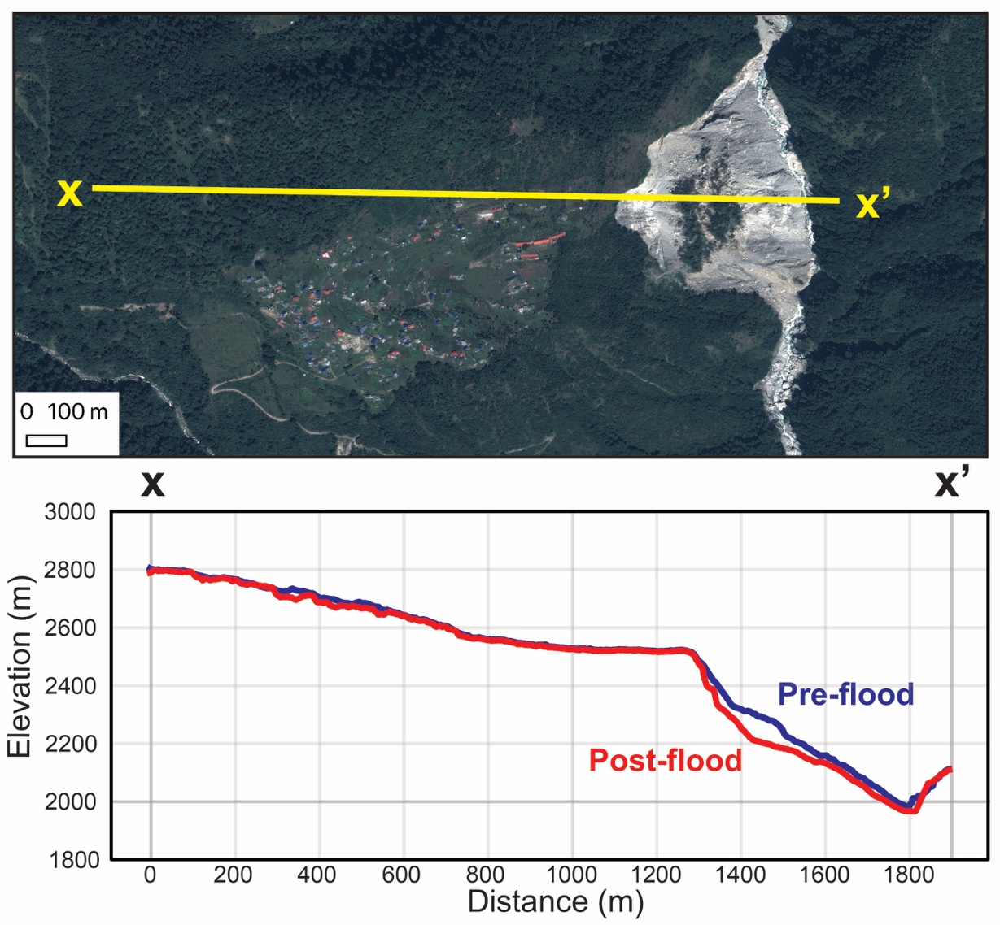 X
X’
0 100 m
X
X’
3000
2800
2600
2400
2200
2000
1800
Elevation (m)
Pre-flood
Post-flood
0 200 400 600 800 1000 1200 1400 1600 1800
Distance (m)